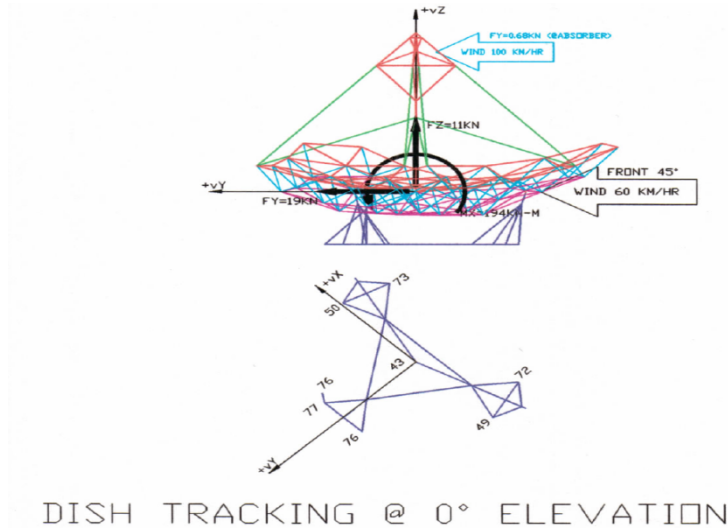 +vZ
FY=0.68KN (@ABSORBER)
WIND 100 KM/HR
FZ=11KN
+vY
FRONT 45°
WIND 60 KM/HR
FY=19KN
MX=194KN-M
+vX
73
50
43
76
72
77
76
49
+vY
DISH TRACKING @ 0° ELEVATION